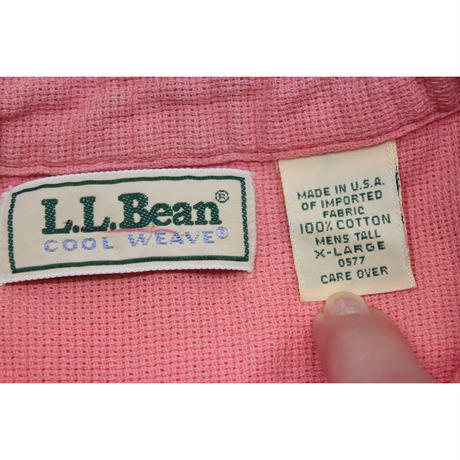 L.L.Bean®
COOL WEAVE®
MADE IN U.S.A.
OF IMPORTED
FABRIC
100% COTTON
MENS TALL
X-LARGE
0577
CARE OVER